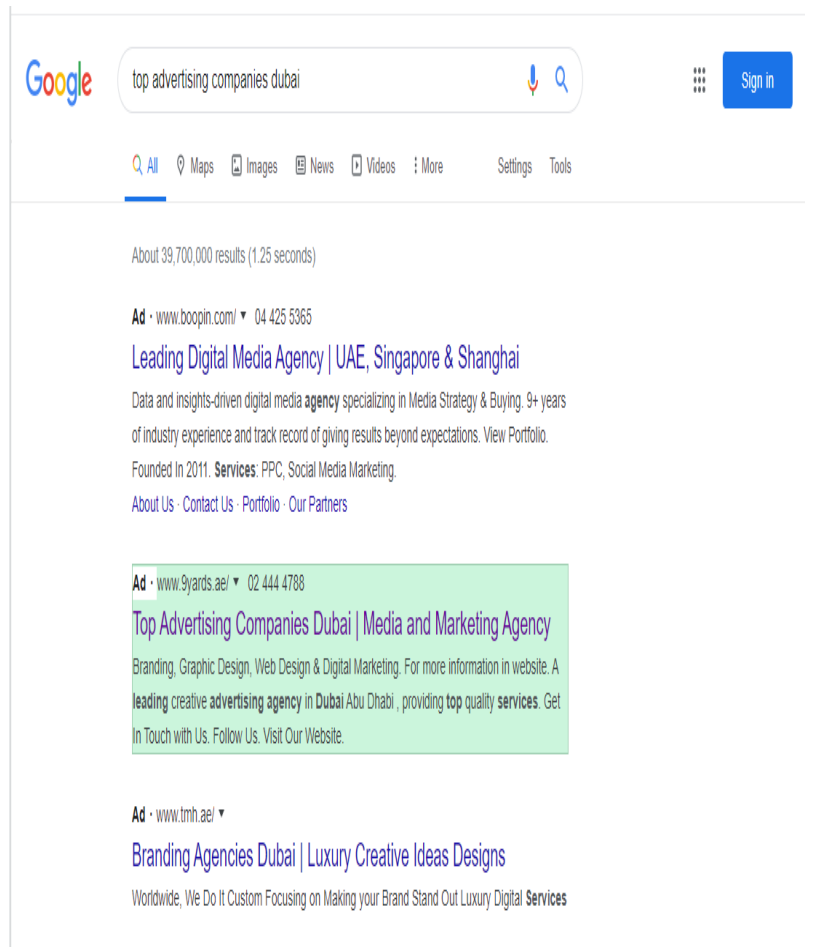 Google
top advertising companies dubai
Sign in
All Maps Images News Videos More Settings Tools
About 39,700,000 results (1.25 seconds)
Ad · www.boopin.com/ ▼ 04 425 5365
Leading Digital Media Agency | UAE, Singapore & Shanghai
Data and insights-driven digital media agency specializing in Media Strategy & Buying. 9+ years
of industry experience and track record of giving results beyond expectations. View Portfolio.
Founded In 2011. Services: PPC, Social Media Marketing.
About Us · Contact Us · Portfolio · Our Partners
Ad · www.9yards.ae/ ▼ 02 444 4788
Top Advertising Companies Dubai | Media and Marketing Agency
Branding, Graphic Design, Web Design & Digital Marketing. For more information in website. A
leading creative advertising agency in Dubai Abu Dhabi , providing top quality services. Get
In Touch with Us. Follow Us. Visit Our Website.
Ad · www.tmh.ae/ ▼
Branding Agencies Dubai | Luxury Creative Ideas Designs
Worldwide, We Do It Custom Focusing on Making your Brand Stand Out Luxury Digital Services